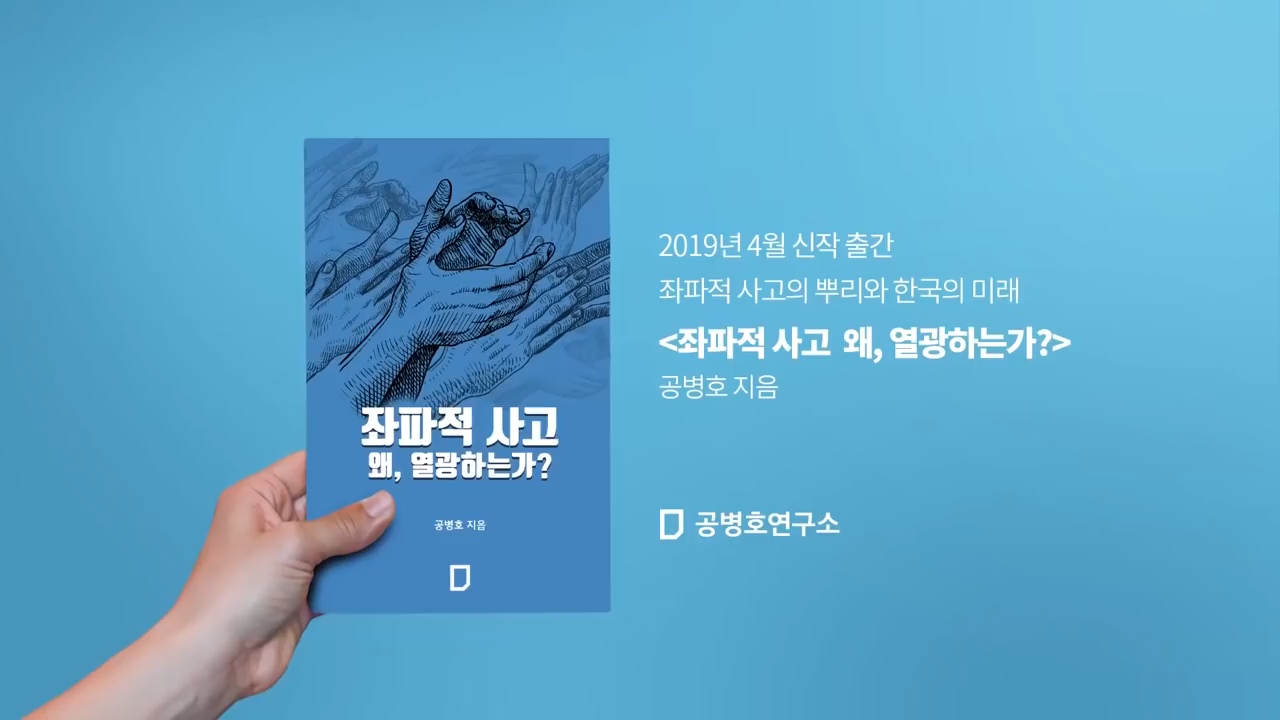 좌파적 사고
왜, 열광하는가?
공병호 지음
2019년 4월 신작 출간
좌파적 사고의 뿌리와 한국의 미래
<좌파적 사고 왜, 열광하는가?>
공병호 지음
공병호연구소